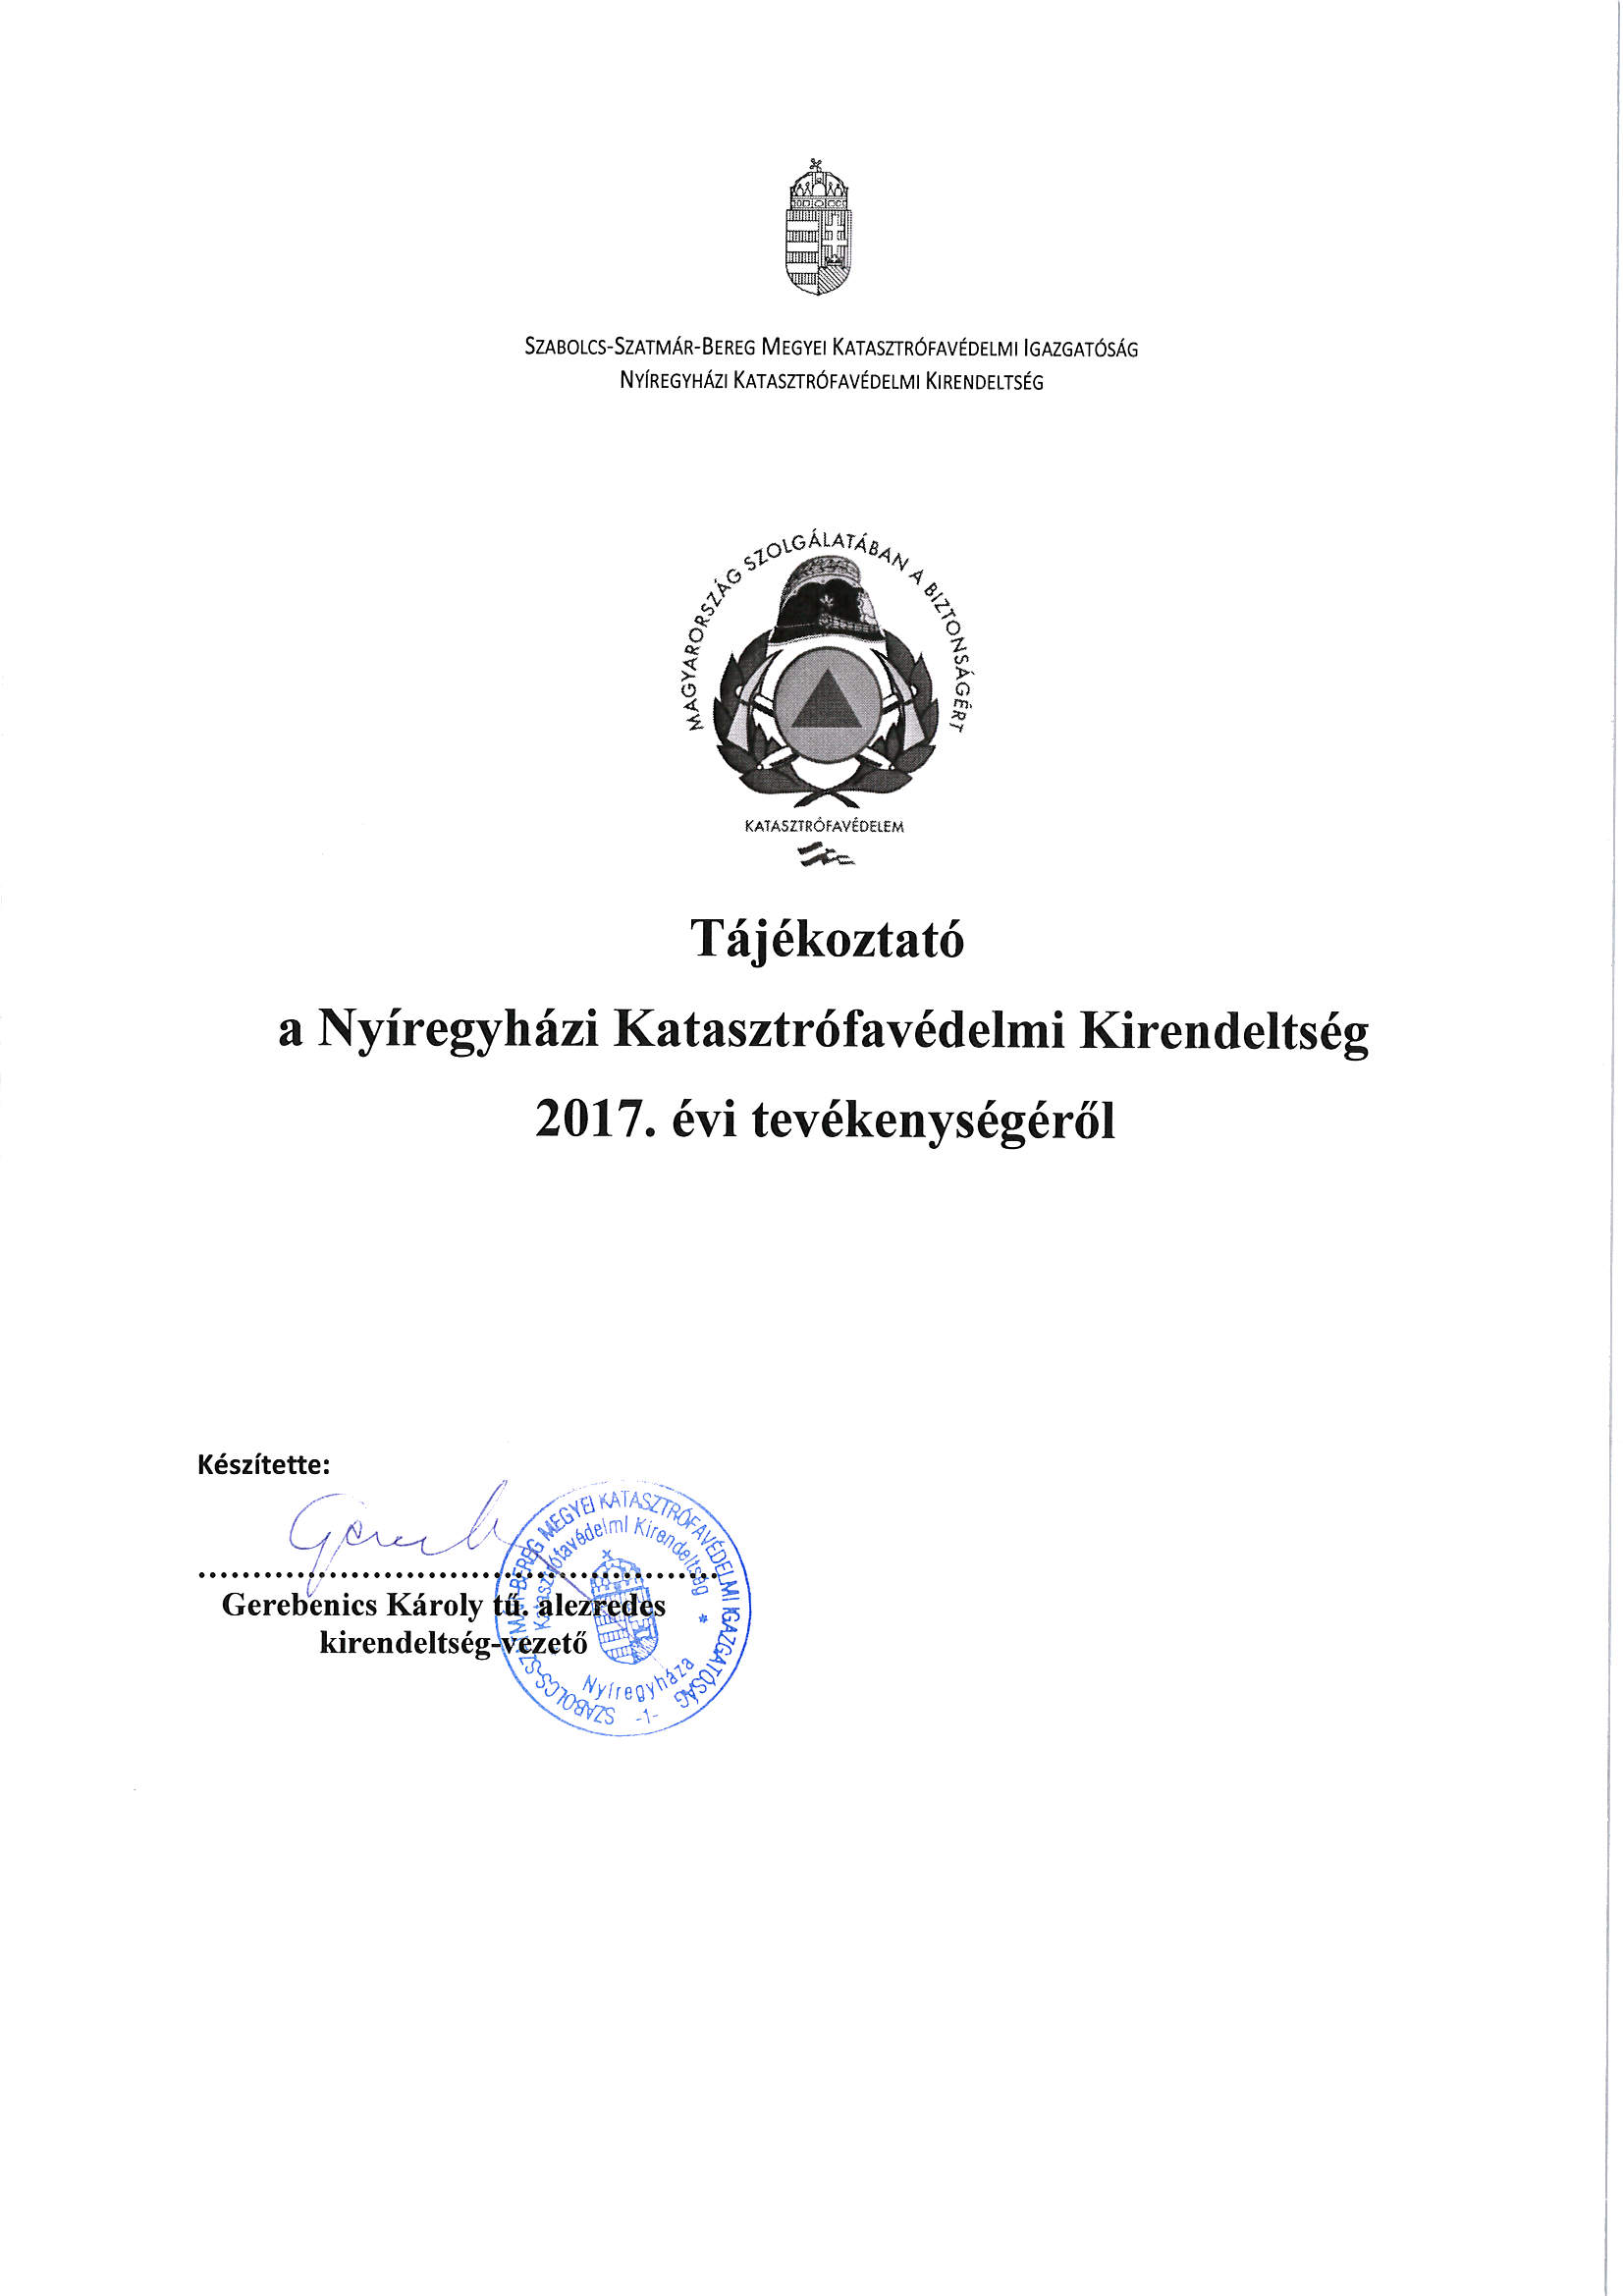 SZABOLCS-SZATMÁR-BEREG MEGYEI KATASZTRÓFAVÉDELMI IGAZGATÓSÁG
NYÍREGYHÁZI KATASZTRÓFAVÉDELMI KIRENDELTSÉG
MAGYARORSZÁG SZOLGÁLATÁBAN A BIZTONSÁGÉRT
KATASZTRÓFAVÉDELEM
Tájékoztató
a Nyíregyházi Katasztrófavédelmi Kirendeltség
2017. évi tevékenységéről
Készítette:
Gerebenics Károly tű. alezredes
kirendeltség-vezető
SZABOLCS-SZATMÁR-BEREG MEGYEI KATASZTRÓFAVÉDELMI IGAZGATÓSÁG
Katasztrófavédelmi Kirendeltség *
Nyíregyháza
-1-